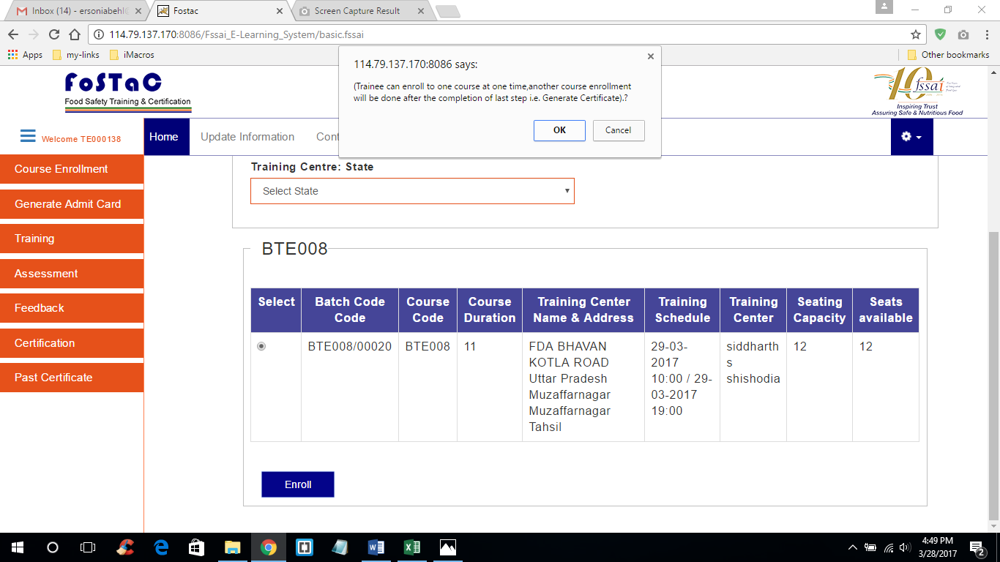 Inbox (14) - ersoniabehl@
Fostac
Screen Capture Result
114.79.137.170:8086/Fssai_E-Learning_System/basic.fssai
Apps
my-links
iMacros
Other bookmarks
114.79.137.170:8086 says:
(Trainee can enroll to one course at one time,another course enrollment
will be done after the completion of last step i.e. Generate Certificate).?
OK
Cancel
FoSTaC
Food Safety Training & Certification
fssai
Inspiring Trust
Assuring Safe & Nutritious Food
Welcome TE000138
Home
Update Information
Cont
Course Enrollment
Generate Admit Card
Training
Assessment
Feedback
Certification
Past Certificate
Training Centre: State
Select State
BTE008
Select
Batch Code
Code
Course
Code
Course
Duration
Training Center
Name & Address
Training
Schedule
Training
Center
Seating
Capacity
Seats
available
BTE008/00020
BTE008
11
FDA BHAVAN
KOTLA ROAD
Uttar Pradesh
Muzaffarnagar
Muzaffarnagar
Tahsil
29-03-
2017
10:00 / 29-
03-2017
19:00
siddharth
s
shishodia
12
12
Enroll
4:49 PM
3/28/2017
2